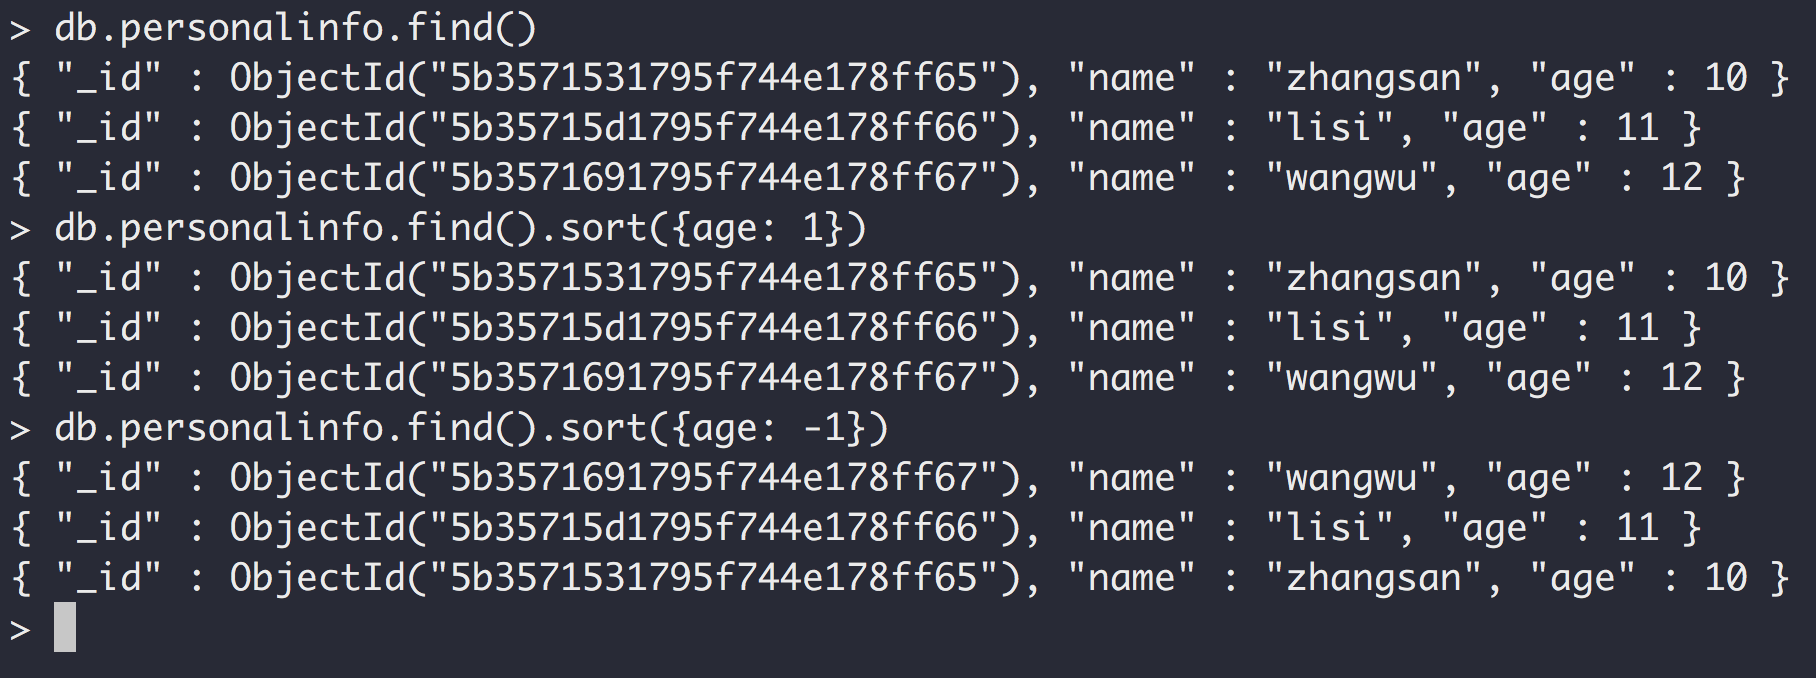 > db.personalinfo.find()
{ "_id" : ObjectId("5b3571531795f744e178ff65"), "name" : "zhangsan", "age" : 10 }
{ "_id" : ObjectId("5b35715d1795f744e178ff66"), "name" : "lisi", "age" : 11 }
{ "_id" : ObjectId("5b3571691795f744e178ff67"), "name" : "wangwu", "age" : 12 }
> db.personalinfo.find().sort({age: 1})
{ "_id" : ObjectId("5b3571531795f744e178ff65"), "name" : "zhangsan", "age" : 10 }
{ "_id" : ObjectId("5b35715d1795f744e178ff66"), "name" : "lisi", "age" : 11 }
{ "_id" : ObjectId("5b3571691795f744e178ff67"), "name" : "wangwu", "age" : 12 }
> db.personalinfo.find().sort({age: -1})
{ "_id" : ObjectId("5b3571691795f744e178ff67"), "name" : "wangwu", "age" : 12 }
{ "_id" : ObjectId("5b35715d1795f744e178ff66"), "name" : "lisi", "age" : 11 }
{ "_id" : ObjectId("5b3571531795f744e178ff65"), "name" : "zhangsan", "age" : 10 }
>